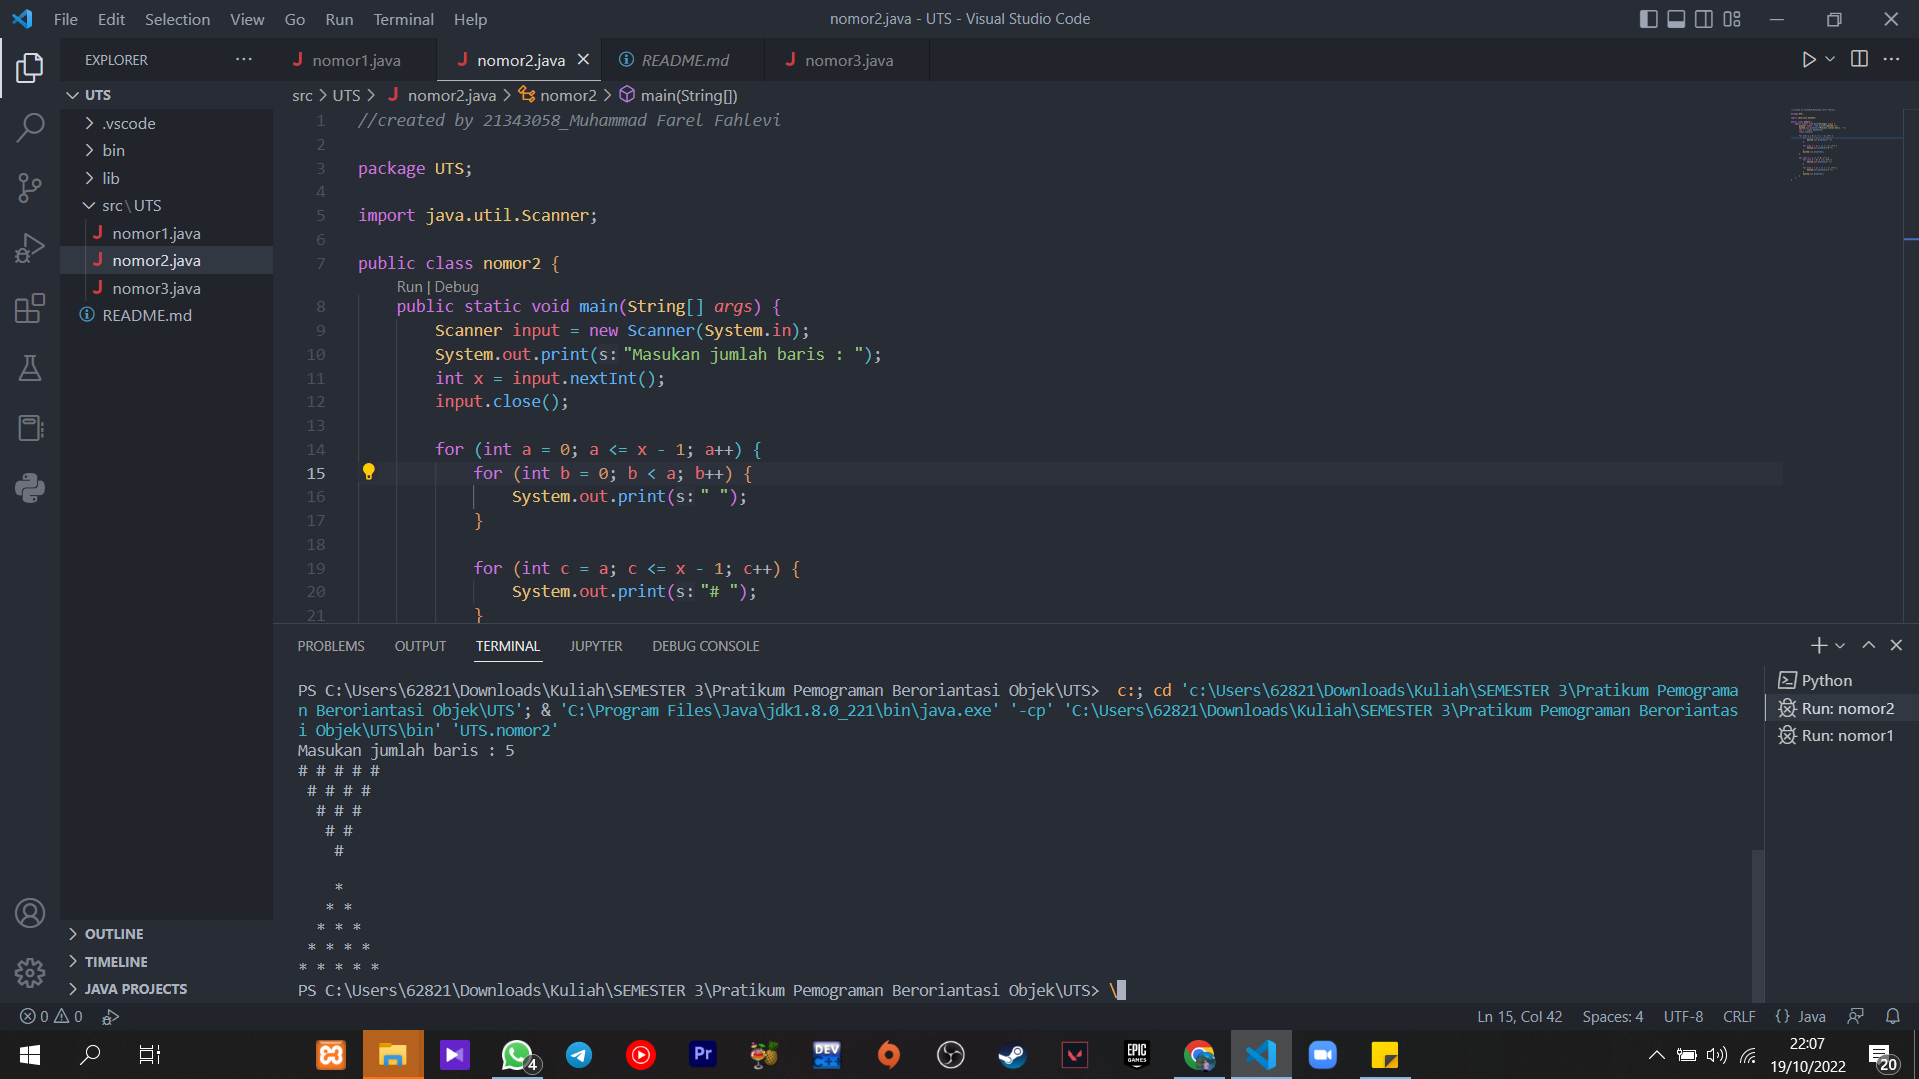 File Edit Selection View Go Run Terminal Help
nomor2.java - UTS - Visual Studio Code
EXPLORER
nomor1.java
nomor2.java
README.md
nomor3.java
UTS
src > UTS > nomor2.java > nomor2 > main(String[])
.vscode
bin
lib
src\UTS
nomor1.java
nomor2.java
nomor3.java
README.md
1 //created by 21343058_Muhammad Farel Fahlevi
2
3 package UTS;
4
5 import java.util.Scanner;
6
7 public class nomor2 {
Run | Debug
8 public static void main(String[] args) {
9 Scanner input = new Scanner(System.in);
10 System.out.print(s: "Masukan jumlah baris : ");
11 int x = input.nextInt();
12 input.close();
13
14 for (int a = 0; a <= x - 1; a++) {
15 for (int b = 0; b < a; b++) {
16 System.out.print(s: " ");
17 }
18
19 for (int c = a; c <= x - 1; c++) {
20 System.out.print(s: "# ");
21 }
PROBLEMS OUTPUT TERMINAL JUPYTER DEBUG CONSOLE
PS C:\Users\62821\Downloads\Kuliah\SEMESTER 3\Pratikum Pemograman Beroriantasi Objek\UTS>  c:; cd 'c:\Users\62821\Downloads\Kuliah\SEMESTER 3\Pratikum Pemograma
n Beroriantasi Objek\UTS'; & 'C:\Program Files\Java\jdk1.8.0_221\bin\java.exe' '-cp' 'C:\Users\62821\Downloads\Kuliah\SEMESTER 3\Pratikum Pemograman Beroriantas
i Objek\UTS\bin' 'UTS.nomor2'
Masukan jumlah baris : 5
# # # # #
 # # # #
  # # #
   # #
    #
    *
   * *
  * * *
 * * * *
* * * * *
PS C:\Users\62821\Downloads\Kuliah\SEMESTER 3\Pratikum Pemograman Beroriantasi Objek\UTS> \
Python
Run: nomor2
Run: nomor1
OUTLINE
TIMELINE
JAVA PROJECTS
0 0
Ln 15, Col 42 Spaces: 4 UTF-8 CRLF {} Java
4
Pr
DEV C++
EPIC GAMES
22:07
19/10/2022
20